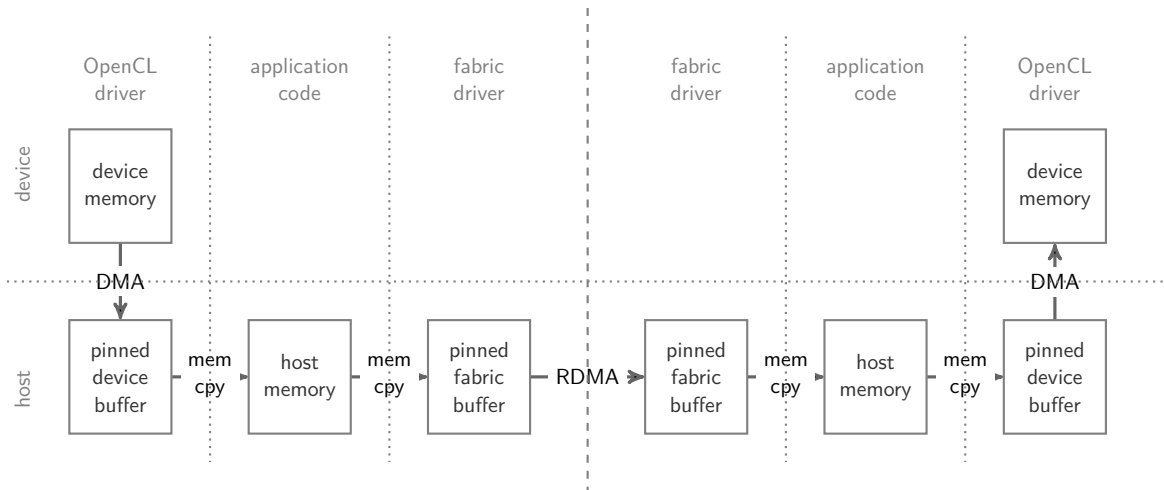 OpenCL
driver
application
code
fabric
driver
fabric
driver
application
code
OpenCL
driver
device
device
memory
device
memory
DMA
DMA
host
pinned
device
buffer
mem
cpy
host
memory
mem
cpy
pinned
fabric
buffer
RDMA
pinned
fabric
buffer
mem
cpy
host
memory
mem
cpy
pinned
device
buffer